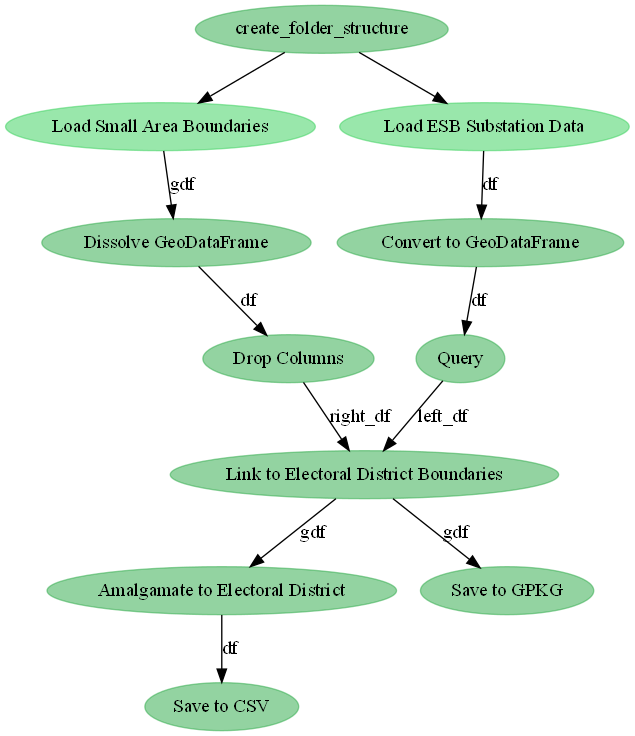 create_folder_structure
Load Small Area Boundaries
Load ESB Substation Data
gdf
df
Dissolve GeoDataFrame
Convert to GeoDataFrame
df
df
Drop Columns
Query
right_df
left_df
Link to Electoral District Boundaries
gdf
gdf
Amalgamate to Electoral District
Save to GPKG
df
Save to CSV